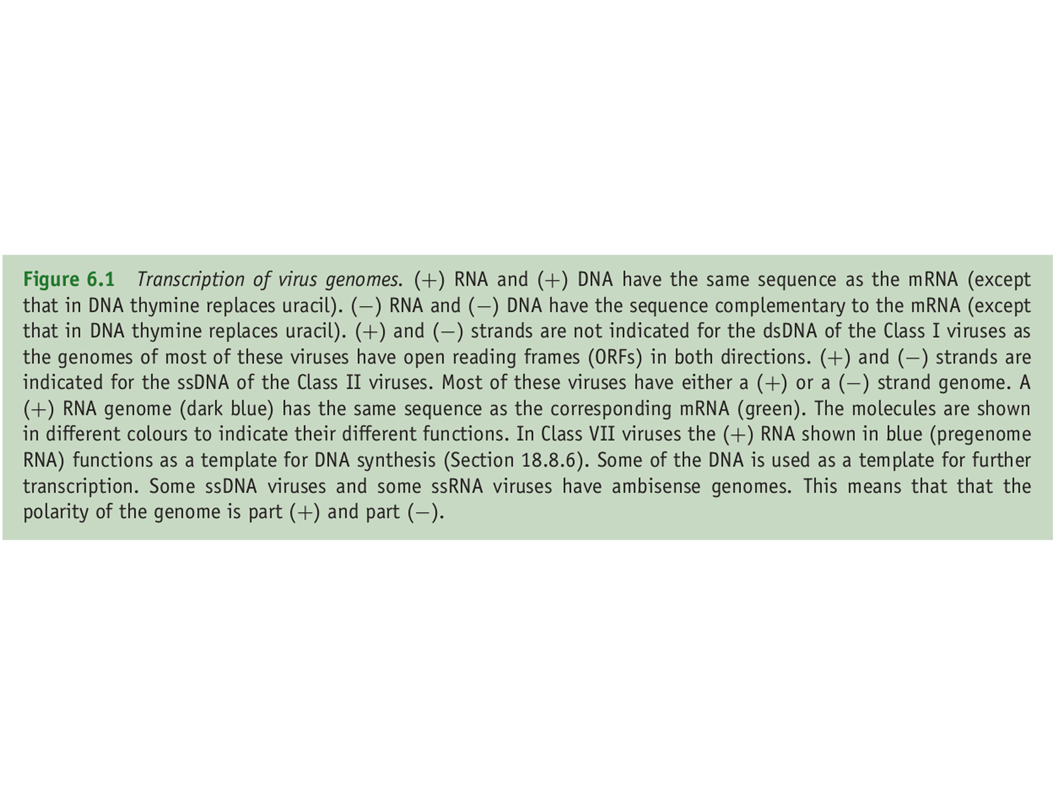 Figure 6.1 Transcription of virus genomes. (+) RNA and (+) DNA have the same sequence as the mRNA (except
that in DNA thymine replaces uracil). (−) RNA and (−) DNA have the sequence complementary to the mRNA (except
that in DNA thymine replaces uracil). (+) and (−) strands are not indicated for the dsDNA of the Class I viruses as
the genomes of most of these viruses have open reading frames (ORFs) in both directions. (+) and (−) strands are
indicated for the ssDNA of the Class II viruses. Most of these viruses have either a (+) or a (−) strand genome. A
(+) RNA genome (dark blue) has the same sequence as the corresponding mRNA (green). The molecules are shown
in different colours to indicate their different functions. In Class VII viruses the (+) RNA shown in blue (pregenome
RNA) functions as a template for DNA synthesis (Section 18.8.6). Some of the DNA is used as a template for further
transcription. Some ssDNA viruses and some ssRNA viruses have ambisense genomes. This means that that the
polarity of the genome is part (+) and part (−).